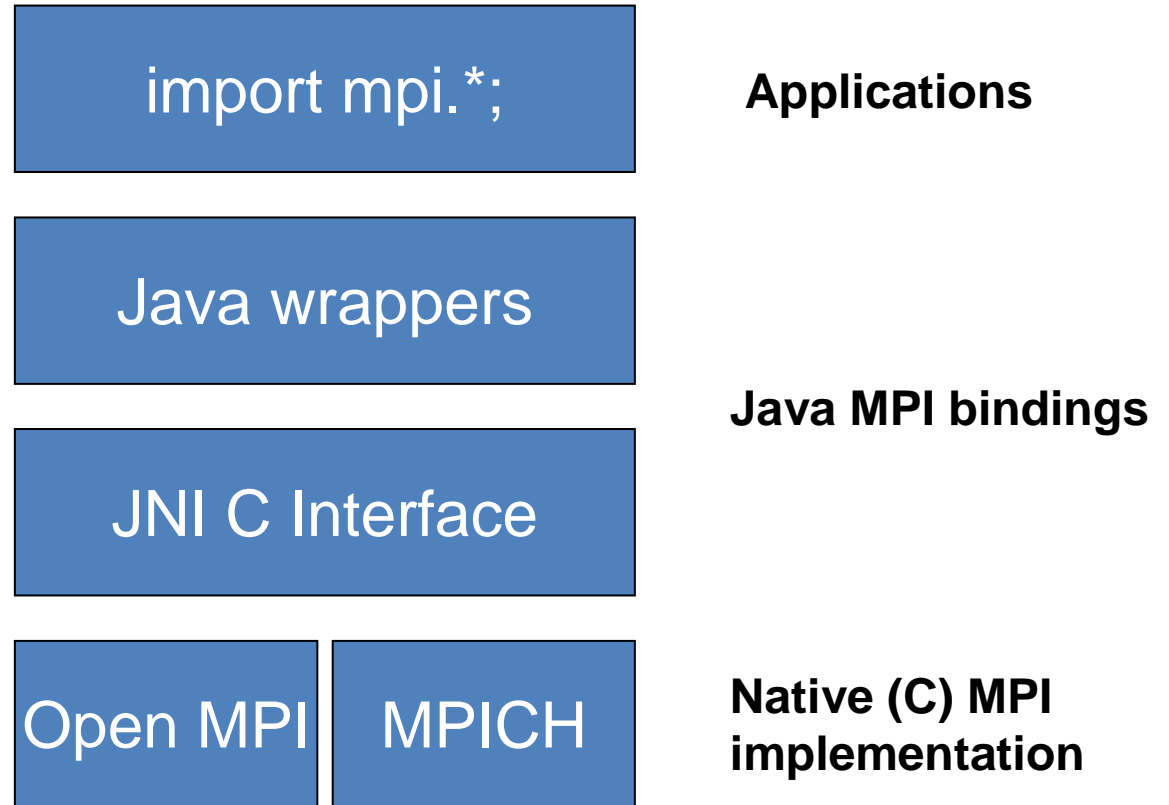 import mpi.*;
Applications
Java wrappers
Java MPI bindings
JNI C Interface
Open MPI
MPICH
Native (C) MPI
implementation